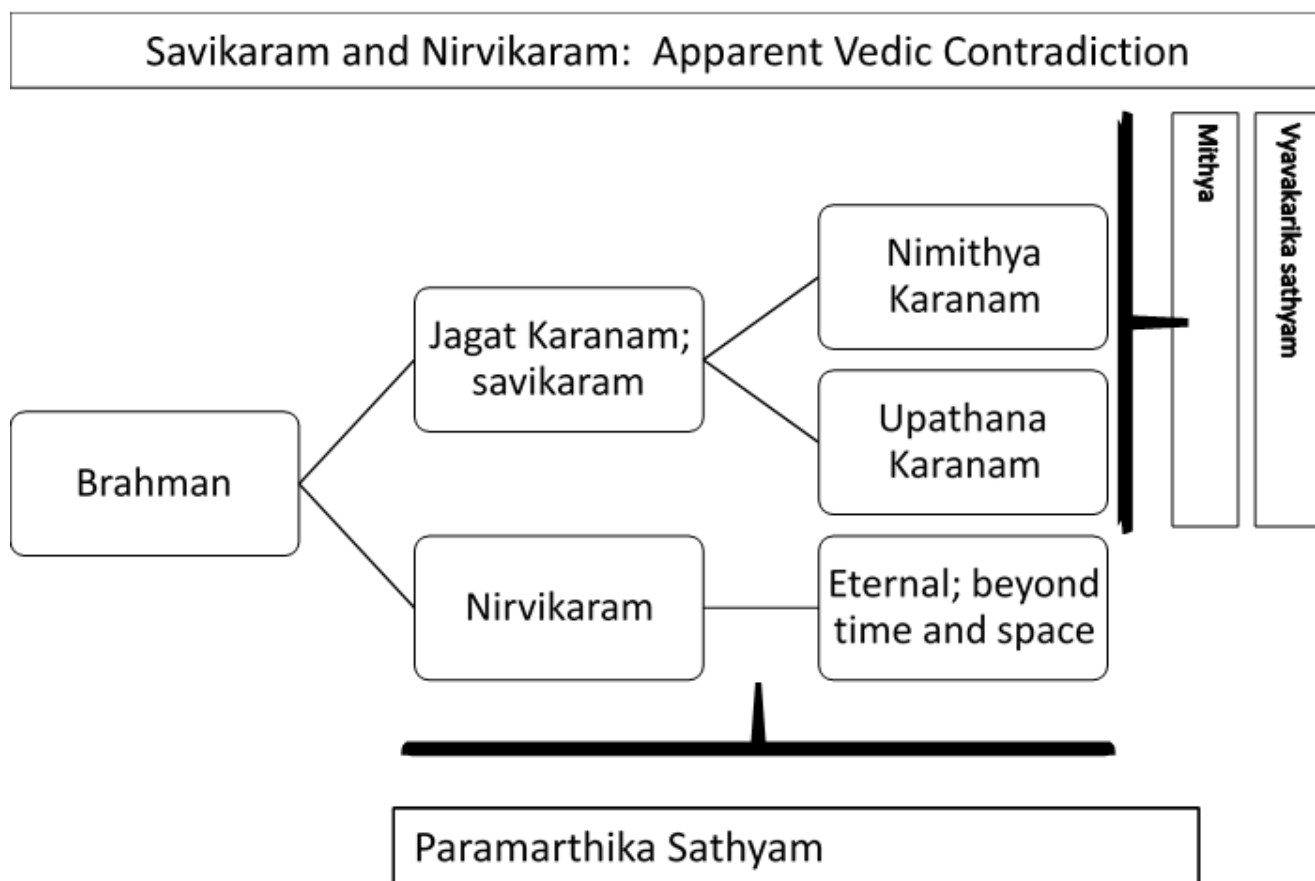 Savikaram and Nirvikaram:  Apparent Vedic Contradiction
Mithya
Vyavakarika sathyam
Nimithya
Karanam
Jagat Karanam;
savikaram
Upathana
Karanam
Brahman
Nirvikaram
Eternal; beyond
time and space
Paramarthika Sathyam